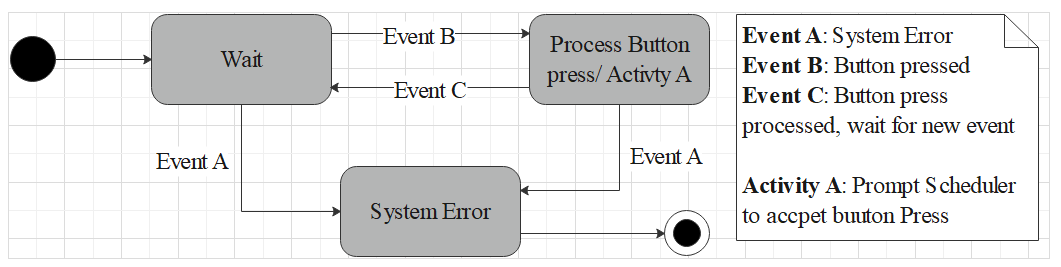 Wait
Event B
Process Button
press/ Activty A
Event C
Event A
Event A
System Error
Event A: System Error
Event B: Button pressed
Event C: Button press
processed, wait for new event
Activity A: Prompt Scheduler
to accpet buuton Press